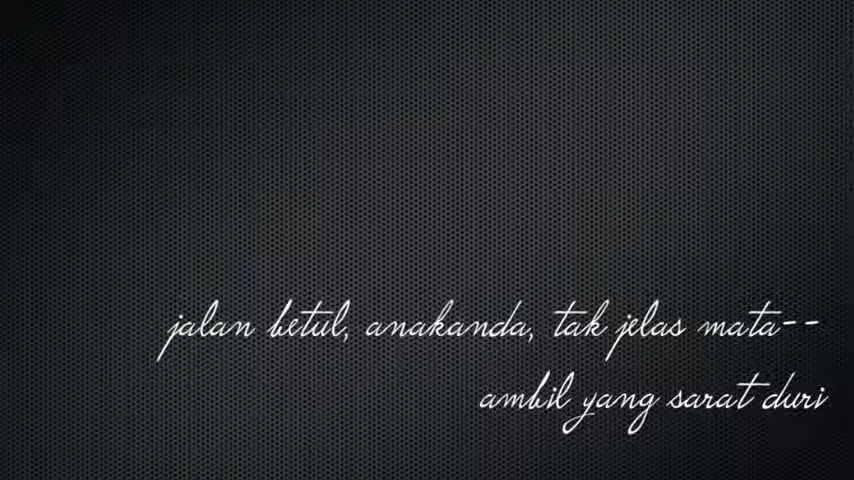 jalan betul, anakanda, tak jelas mata--
ambil yang sarat duri